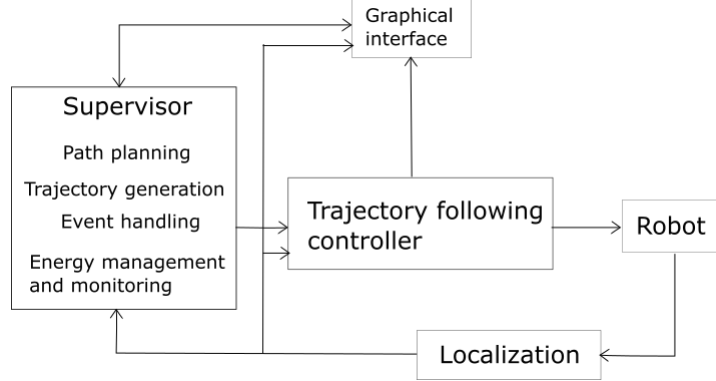 Graphical
interface
Supervisor
Path planning
Trajectory generation
Event handling
Energy management
and monitoring
Trajectory following
controller
Robot
Localization